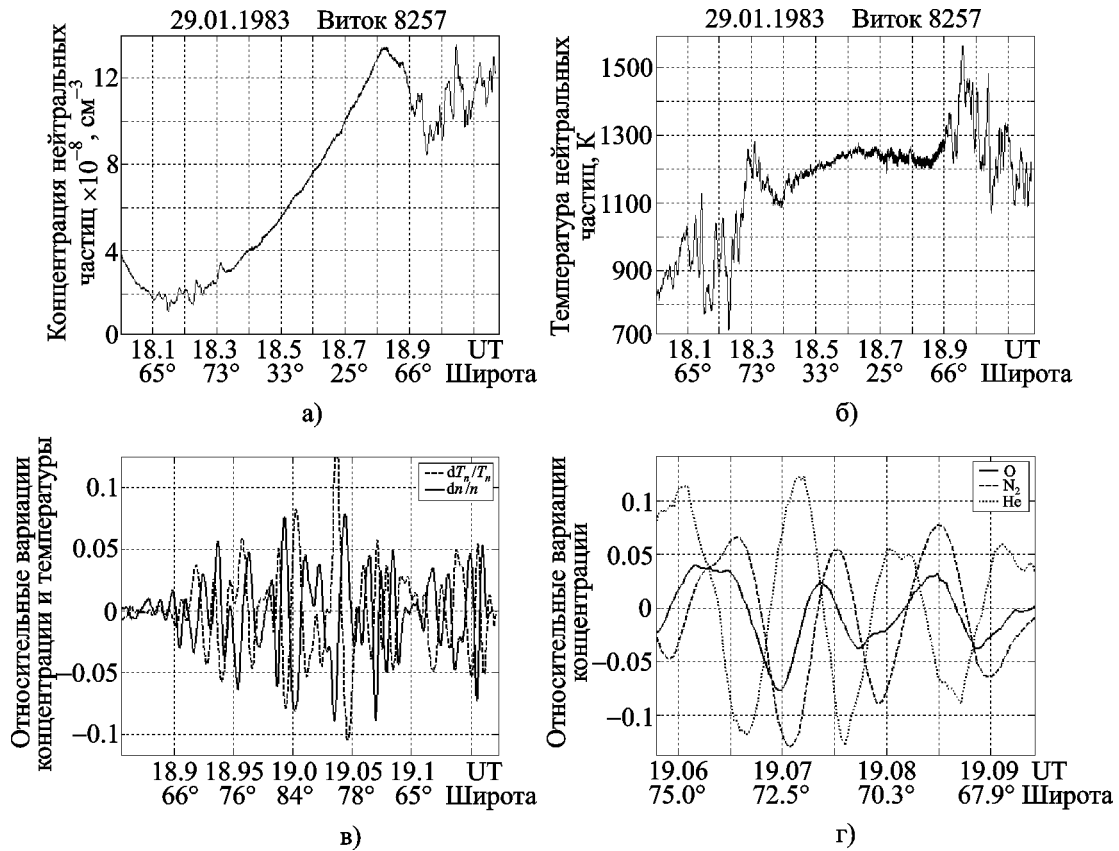 29.01.1983 Виток 8257
Концентрация нейтральных
частиц ×10⁻⁸, см⁻³
12
8
4
0
18.1 18.3 18.5 18.7 18.9 UT
65° 73° 33° 25° 66° Широта
а)
29.01.1983 Виток 8257
Температура нейтральных
частиц, К
1500
1300
1100
900
700
18.1 18.3 18.5 18.7 18.9 UT
65° 73° 33° 25° 66° Широта
б)
Относительные вариации
концентрации и температуры
0.1
0.05
0
−0.05
−0.1
dTₙ/Tₙ
dn/n
18.9 18.95 19.0 19.05 19.1 UT
66° 76° 84° 78° 65° Широта
в)
Относительные вариации
концентрации
0.1
0.05
0
−0.05
−0.1
O
N₂
He
19.06 19.07 19.08 19.09 UT
75.0° 72.5° 70.3° 67.9° Широта
г)